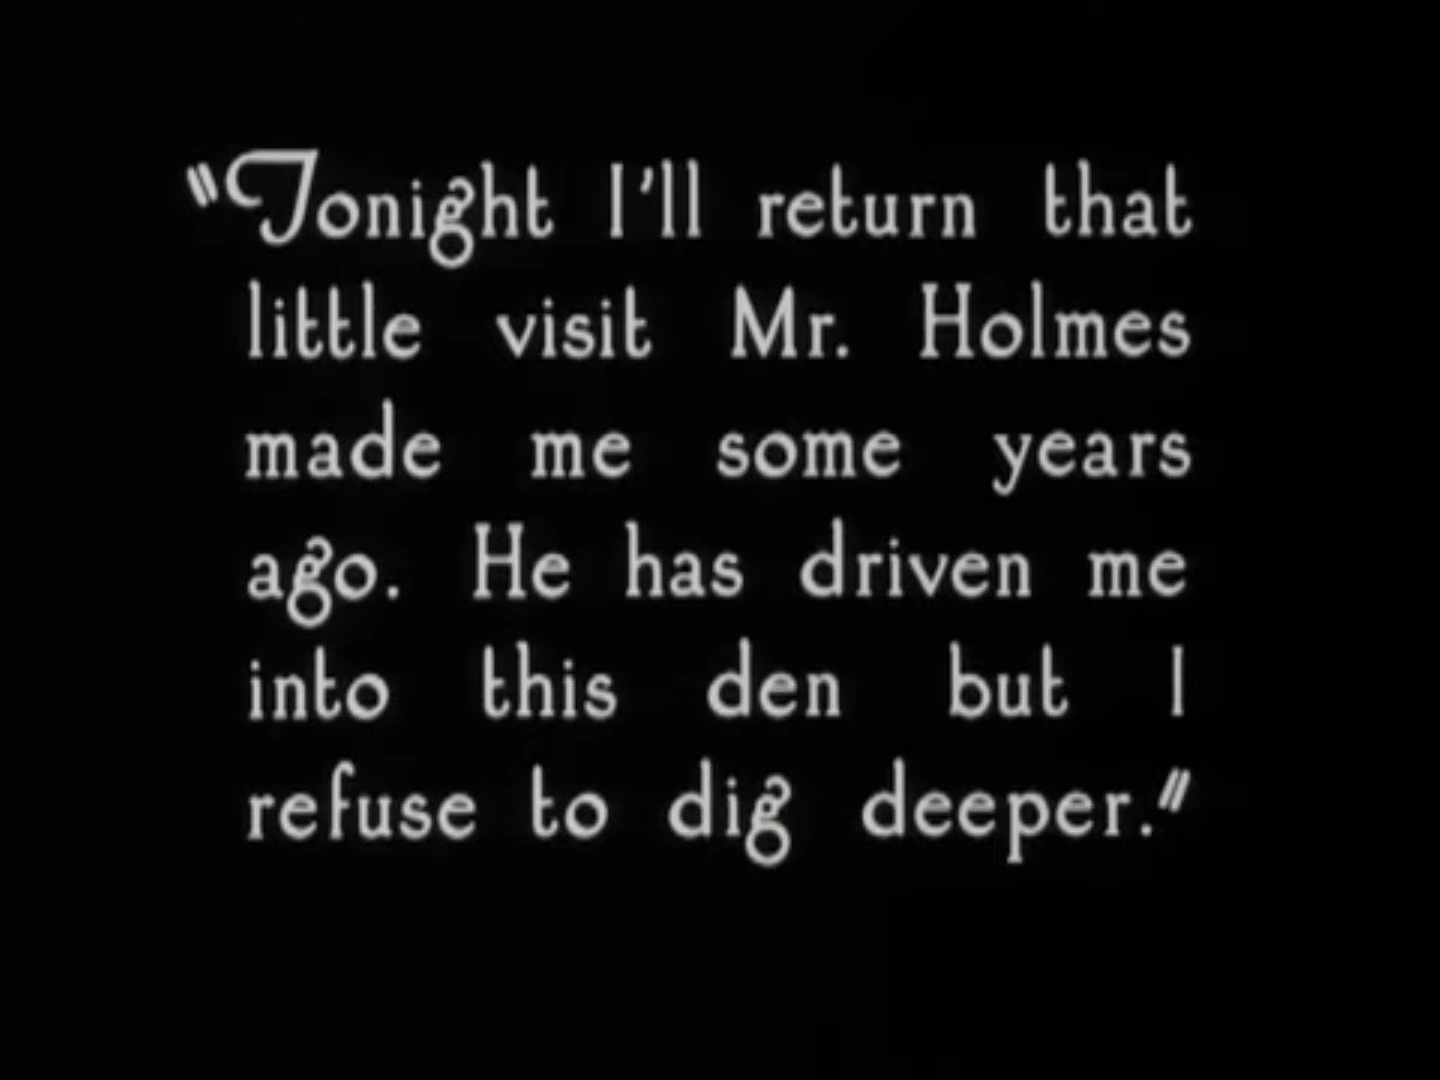 "Tonight I'll return that
little visit Mr. Holmes
made me some years
ago. He has driven me
into this den but I
refuse to dig deeper."